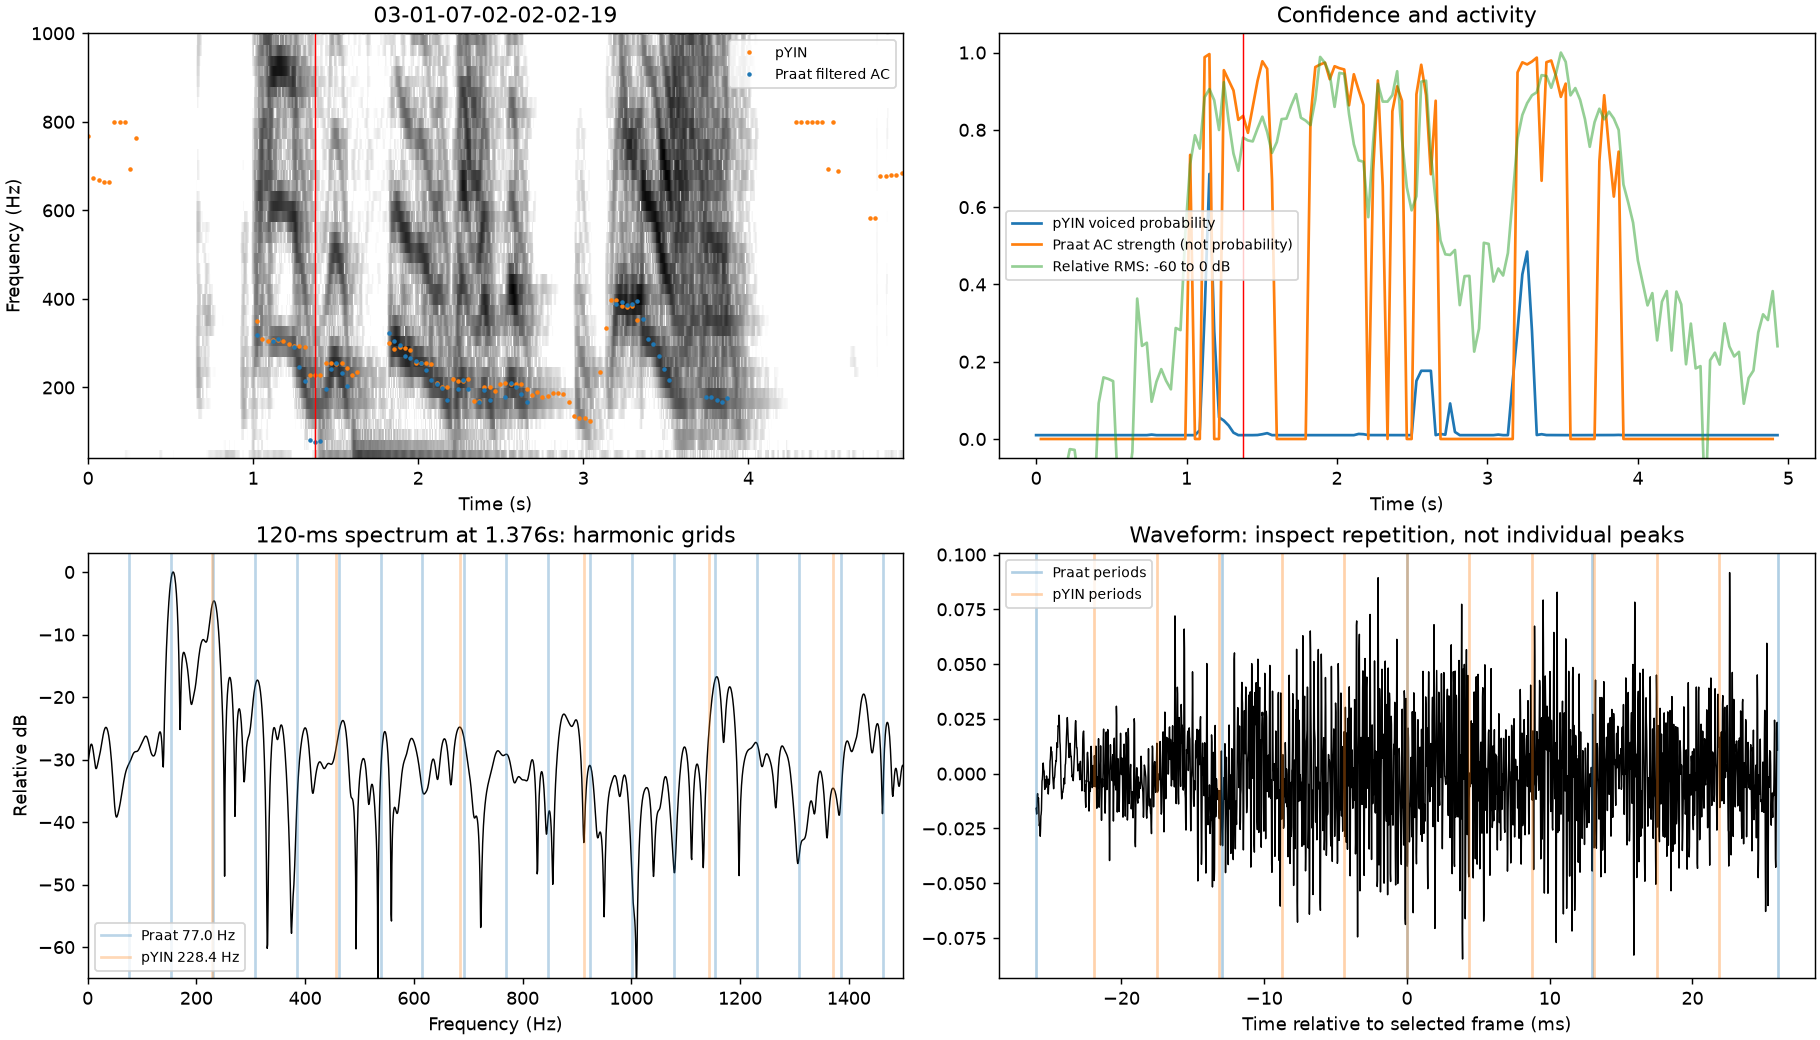 03-01-07-02-02-02-19
pYIN
Praat filtered AC
1000
800
600
400
200
Frequency (Hz)
0
1
2
3
4
Time (s)
Confidence and activity
1.0
0.8
0.6
0.4
0.2
0.0
pYIN voiced probability
Praat AC strength (not probability)
Relative RMS: -60 to 0 dB
0
1
2
3
4
5
Time (s)
120-ms spectrum at 1.376s: harmonic grids
0
−10
−20
−30
−40
−50
−60
Relative dB
Praat 77.0 Hz
pYIN 228.4 Hz
0
200
400
600
800
1000
1200
1400
Frequency (Hz)
Waveform: inspect repetition, not individual peaks
0.100
0.075
0.050
0.025
0.000
−0.025
−0.050
−0.075
Praat periods
pYIN periods
−20
−10
0
10
20
Time relative to selected frame (ms)